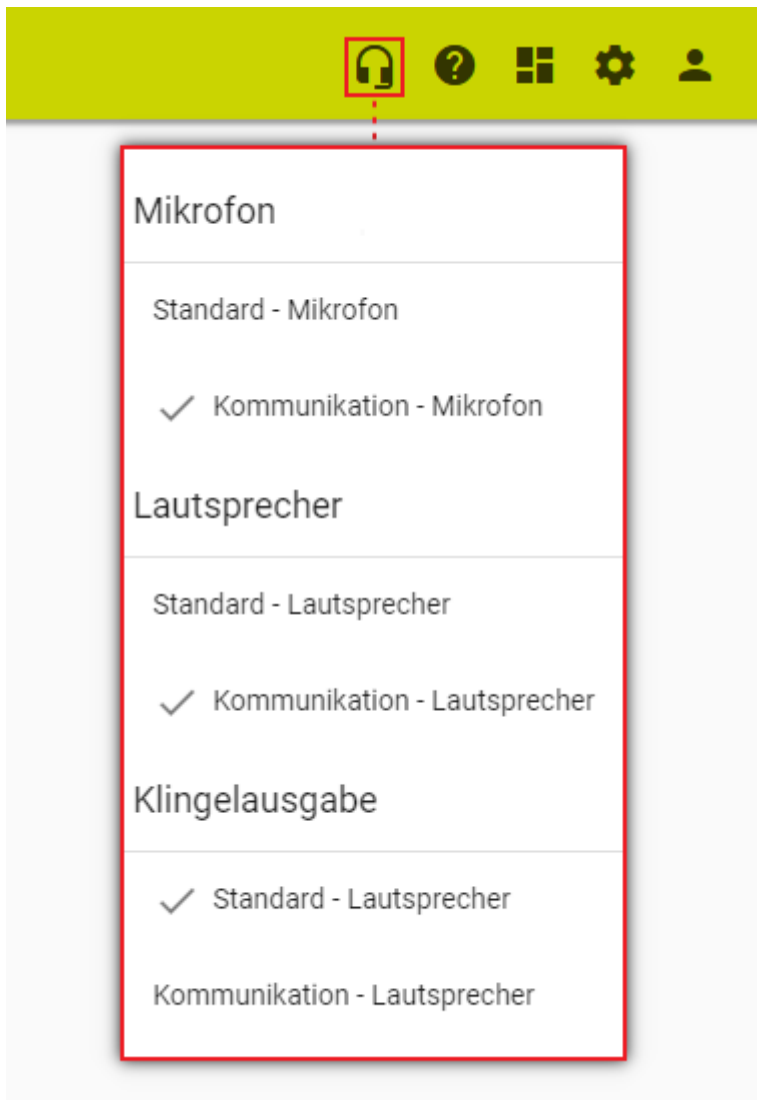 Mikrofon
Standard - Mikrofon
Kommunikation - Mikrofon
Lautsprecher
Standard - Lautsprecher
Kommunikation - Lautsprecher
Klingelausgabe
Standard - Lautsprecher
Kommunikation - Lautsprecher